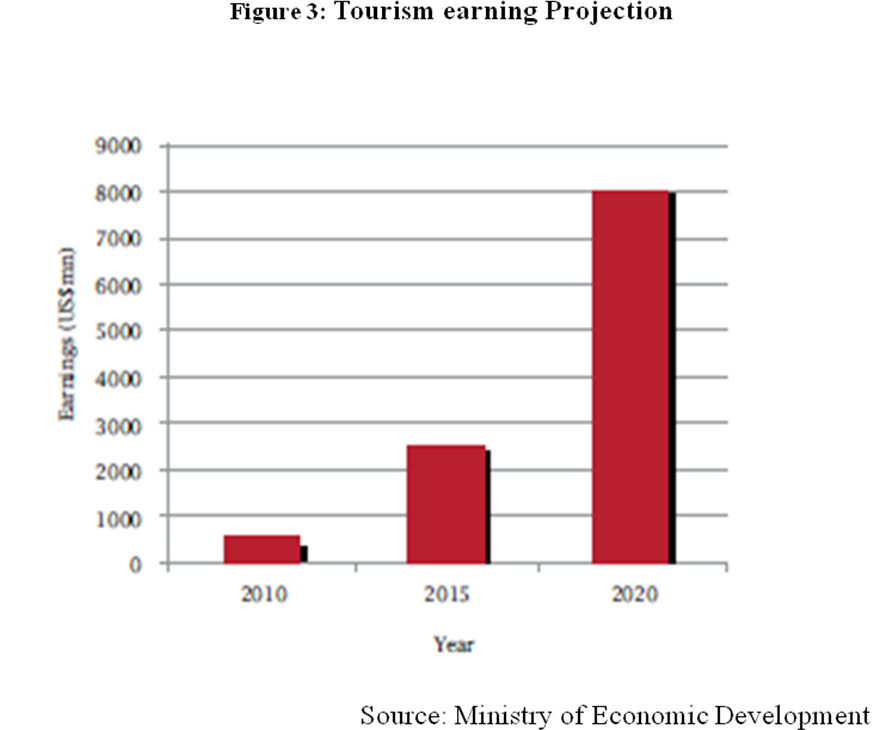 Figure 3: Tourism earning Projection
9000
8000
7000
6000
5000
4000
3000
2000
1000
0
Earnings (US$mn)
2010 2015 2020
Year
Source: Ministry of Economic Development